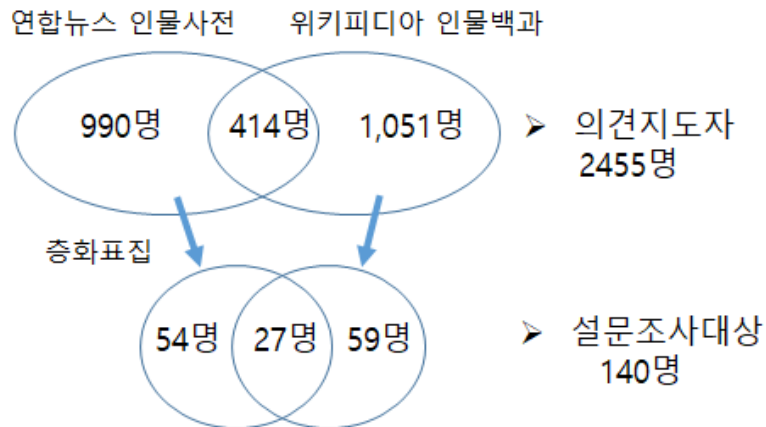 연합뉴스 인물사전 위키피디아 인물백과
990명 414명 1,051명 ➤ 의견지도자
2455명
층화표집
54명 27명 59명 ➤ 설문조사대상
140명